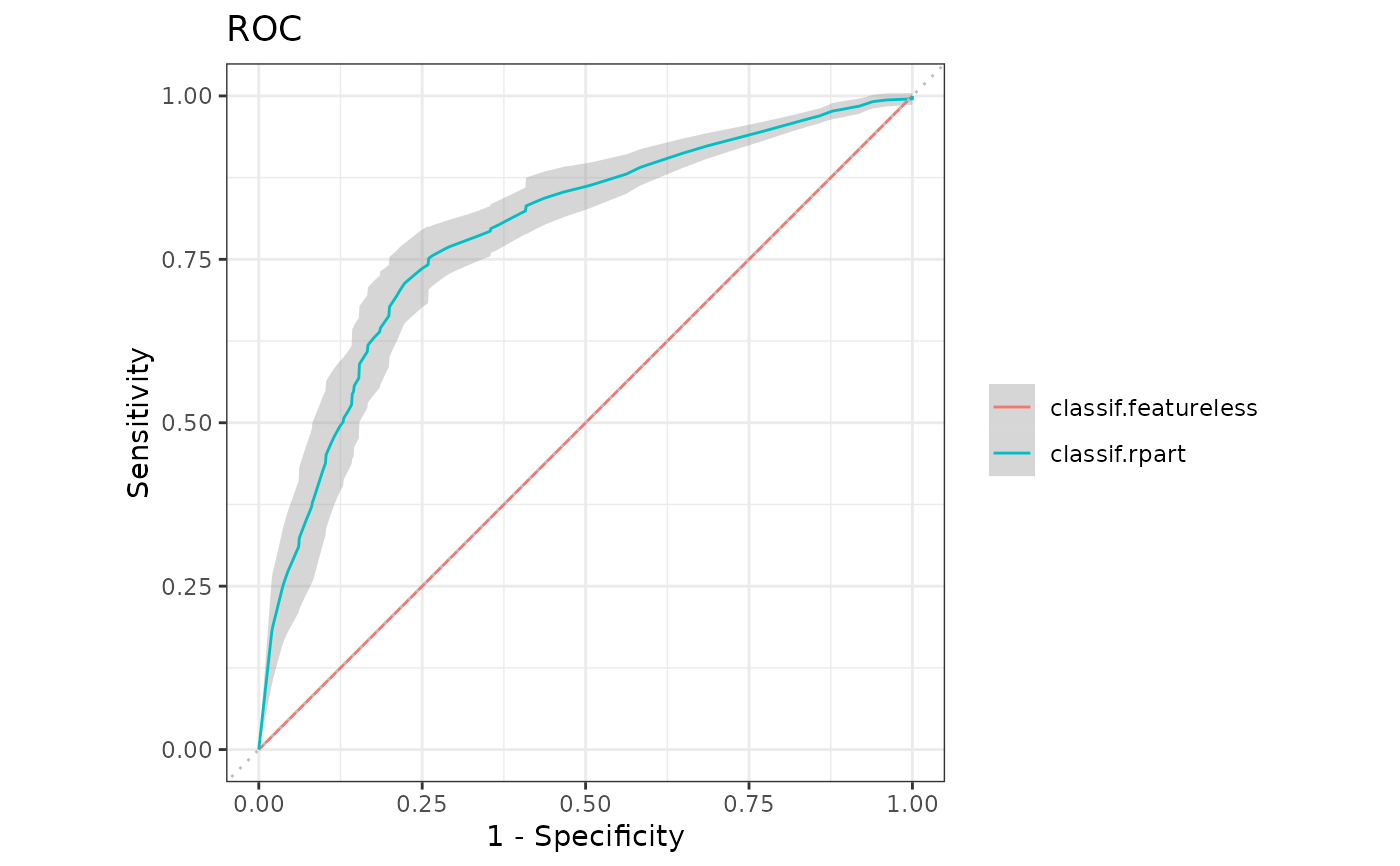 ROC
1.00
0.75
0.50
0.25
0.00
Sensitivity
0.00 0.25 0.50 0.75 1.00
1 - Specificity
classif.featureless
classif.rpart